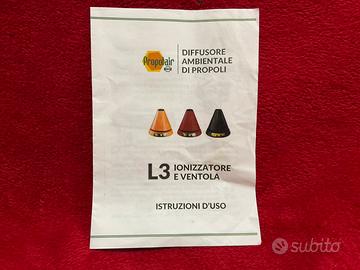 Propolair
DIFFUSORE
AMBIENTALE
DI PROPOLI
L3 IONIZZATORE
E VENTOLA
ISTRUZIONI D'USO
subito